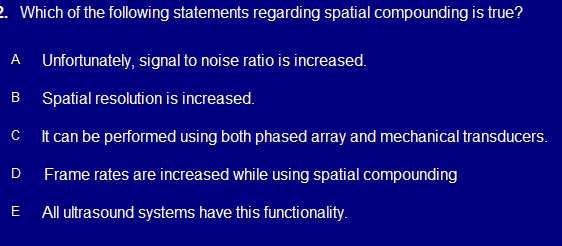 2. Which of the following statements regarding spatial compounding is true?
A Unfortunately, signal to noise ratio is increased.
B Spatial resolution is increased.
C It can be performed using both phased array and mechanical transducers.
D Frame rates are increased while using spatial compounding
E All ultrasound systems have this functionality.